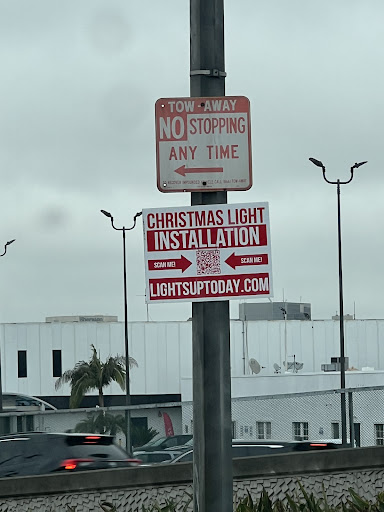 TOW-AWAY
NO STOPPING
ANY TIME
CHRISTMAS LIGHT
INSTALLATION
SCAN ME! SCAN ME!
LIGHTSUPTODAY.COM